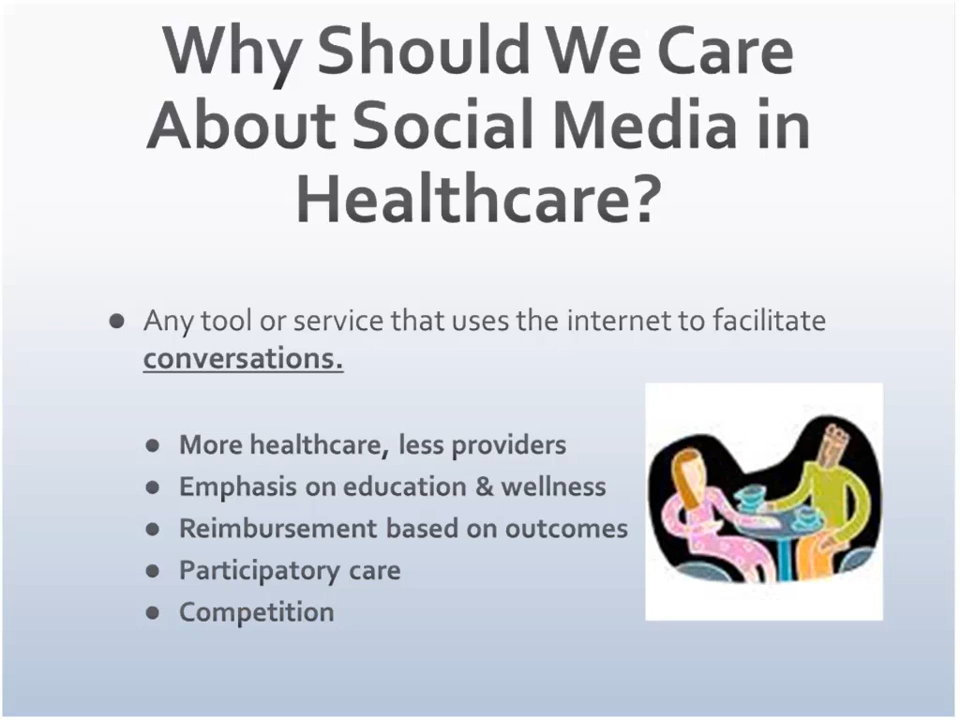 Why Should We Care
About Social Media in
Healthcare?
● Any tool or service that uses the internet to facilitate
conversations.
● More healthcare, less providers
● Emphasis on education & wellness
● Reimbursement based on outcomes
● Participatory care
● Competition